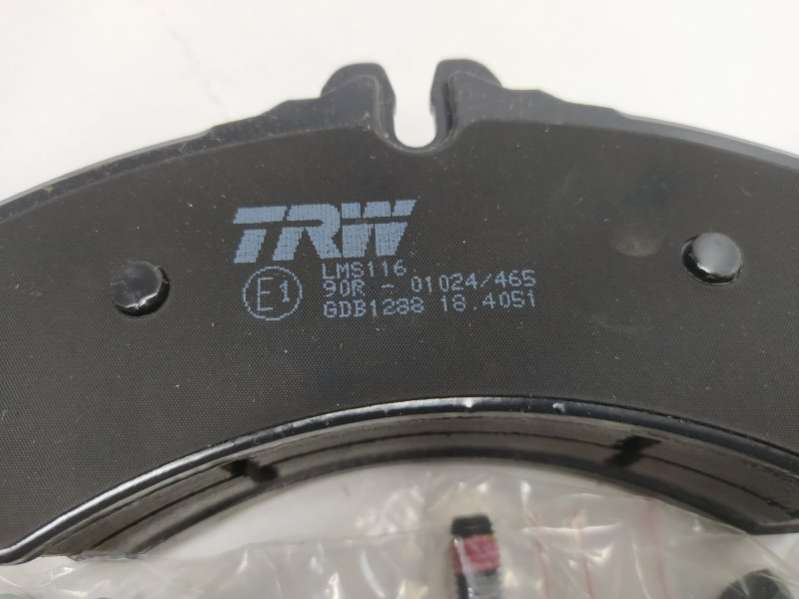 TRW
LMS116
E1 90R - 01024/465
GDB1288 18.4051